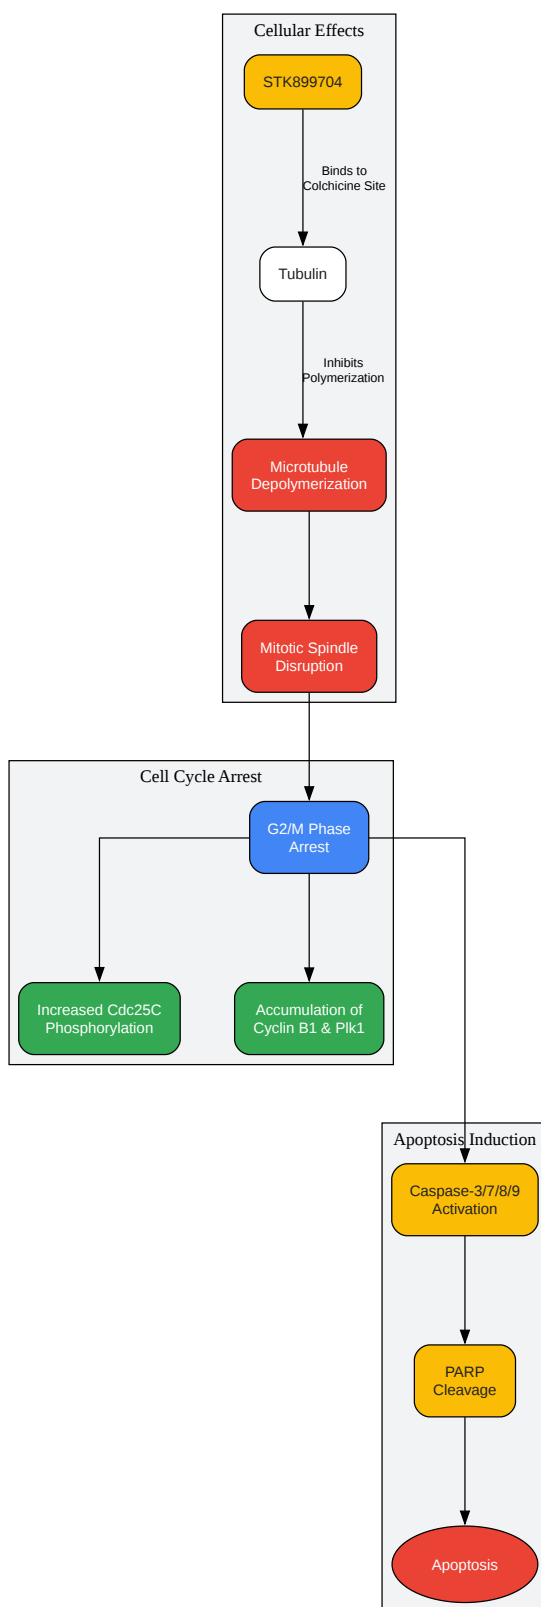 Cellular Effects
STK899704
Binds to
Colchicine Site
Tubulin
Inhibits
Polymerization
Microtubule
Depolymerization
Mitotic Spindle
Disruption
Cell Cycle Arrest
G2/M Phase
Arrest
Increased Cdc25C
Phosphorylation
Accumulation of
Cyclin B1 & Plk1
Apoptosis Induction
Caspase-3/7/8/9
Activation
PARP
Cleavage
Apoptosis